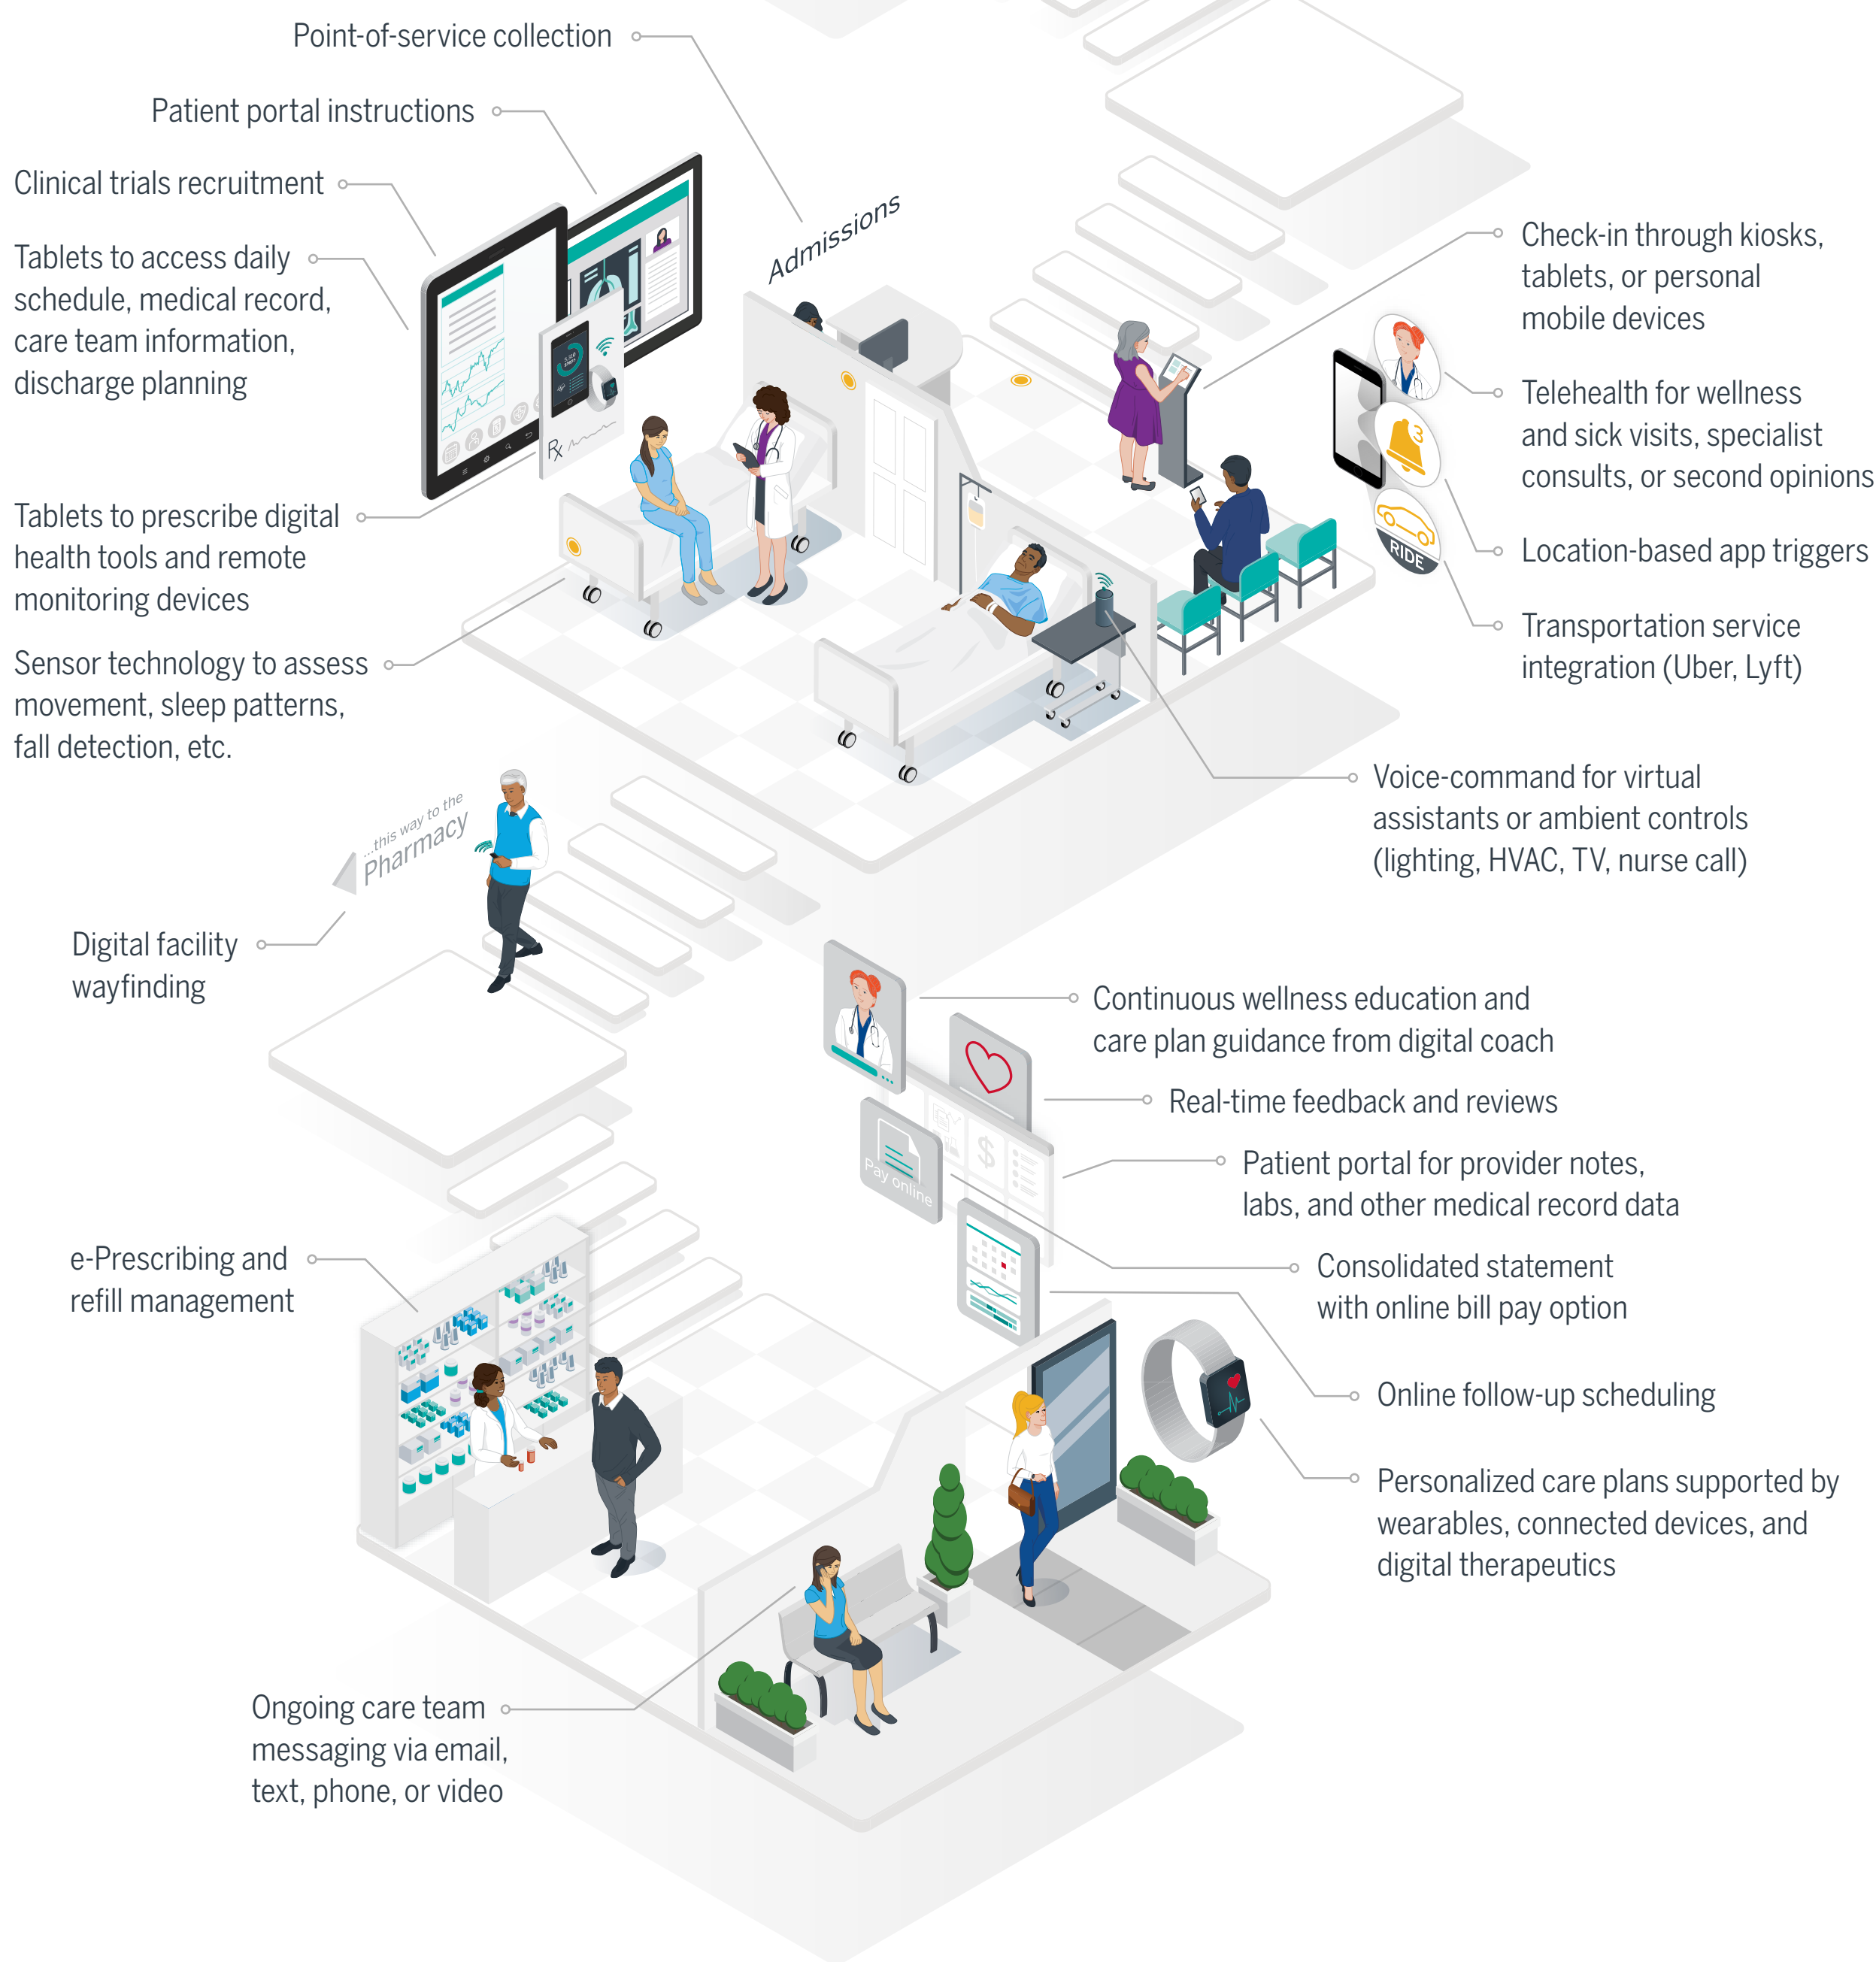 Point-of-service collection
Patient portal instructions
Clinical trials recruitment
Tablets to access daily
schedule, medical record,
care team information,
discharge planning
Tablets to prescribe digital
health tools and remote
monitoring devices
Sensor technology to assess
movement, sleep patterns,
fall detection, etc.
Admissions
Rx
Check-in through kiosks,
tablets, or personal
mobile devices
Telehealth for wellness
and sick visits, specialist
consults, or second opinions
3
Location-based app triggers
RIDE
Transportation service
integration (Uber, Lyft)
Voice-command for virtual
assistants or ambient controls
(lighting, HVAC, TV, nurse call)
...this way to the
Pharmacy
Digital facility
wayfinding
Continuous wellness education and
care plan guidance from digital coach
Real-time feedback and reviews
$
Pay online
Patient portal for provider notes,
labs, and other medical record data
Consolidated statement
with online bill pay option
Online follow-up scheduling
Personalized care plans supported by
wearables, connected devices, and
digital therapeutics
e-Prescribing and
refill management
Ongoing care team
messaging via email,
text, phone, or video